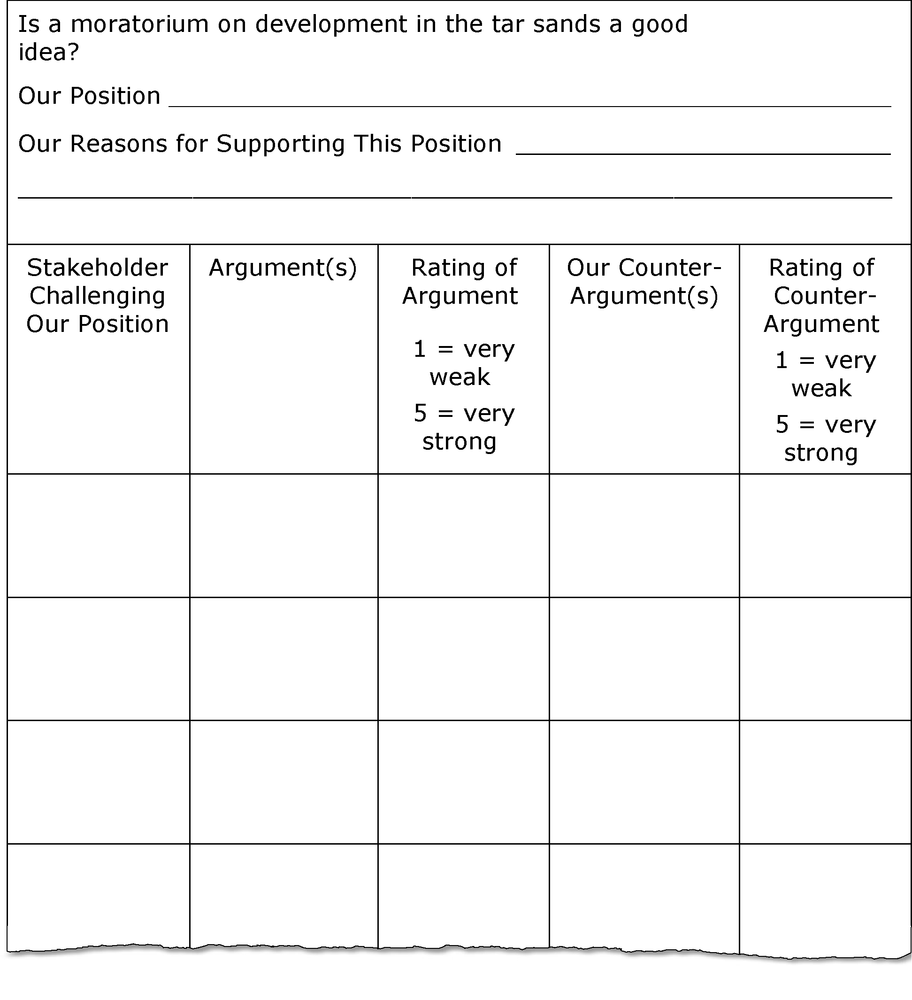 Is a moratorium on development in the tar sands a good
idea?
Our Position
Our Reasons for Supporting This Position
Stakeholder
Challenging
Our Position
Argument(s)
Rating of
Argument
1 = very
weak
5 = very
strong
Our Counter-
Argument(s)
Rating of
Counter-
Argument
1 = very
weak
5 = very
strong